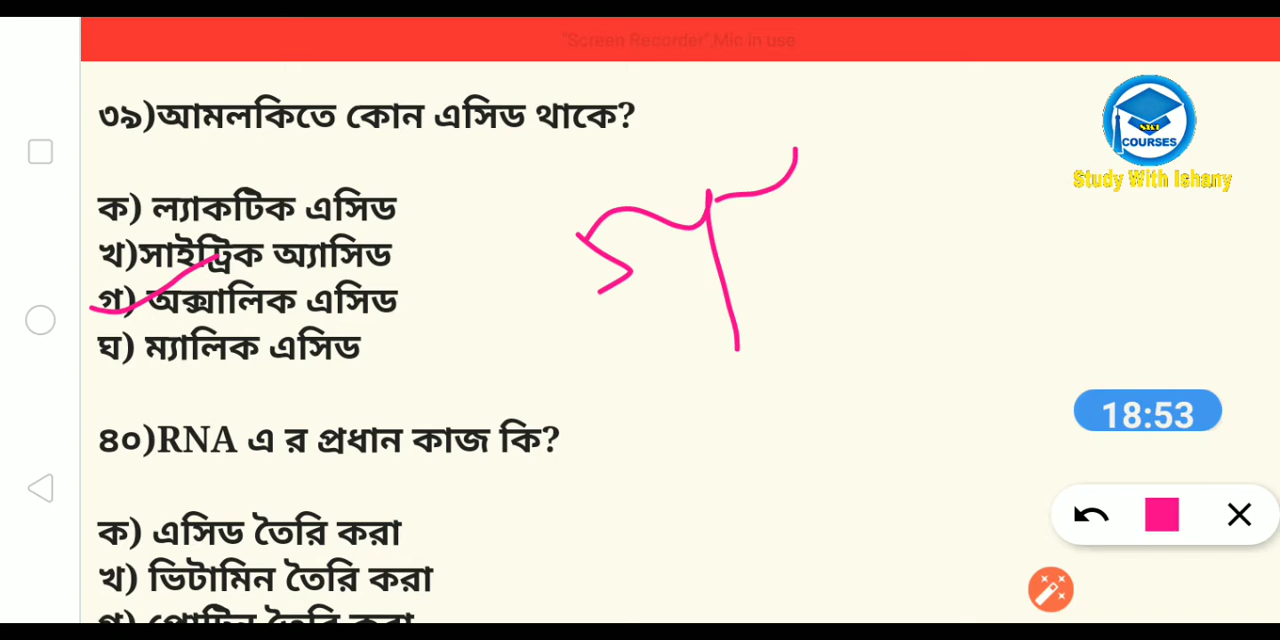 "Screen Recorder",Mic in use
৩৯)আমলকিতে কোন এসিড থাকে?
ক) ল্যাকটিক এসিড
খ)সাইট্রিক অ্যাসিড
গ) অক্সালিক এসিড
ঘ) ম্যালিক এসিড
COURSES
Study With Ishany
18:53
৪০)RNA এ র প্রধান কাজ কি?
ক) এসিড তৈরি করা
খ) ভিটামিন তৈরি করা